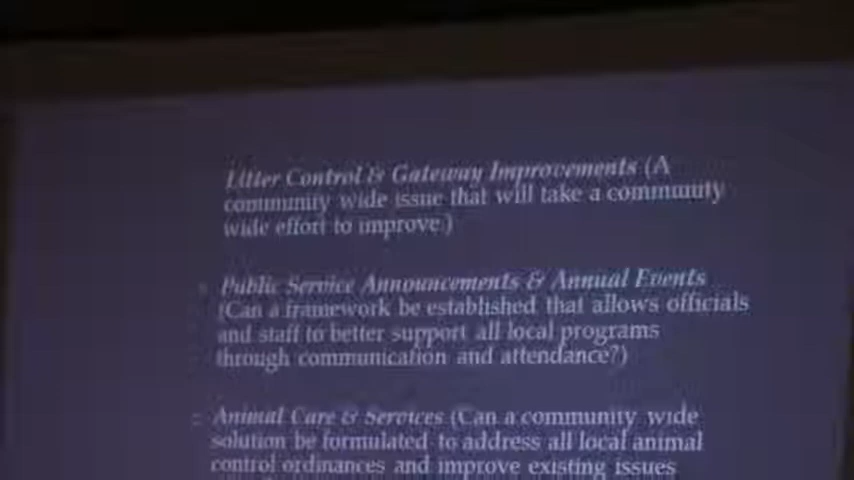 Litter Control & Gateway Improvements (A
community wide issue that will take a community
wide effort to improve.)
Public Service Announcements & Annual Events
(Can a framework be established that allows officials
and staff to better support all local programs
through communication and attendance?)
Animal Care & Services (Can a community wide
solution be formulated to address all local animal
control ordinances and improve existing issues